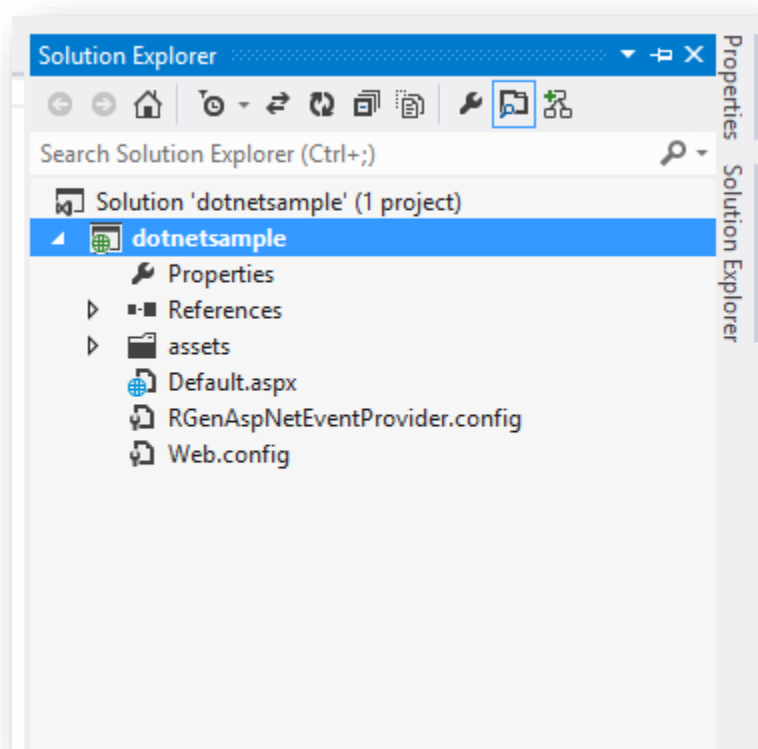 Solution Explorer
Search Solution Explorer (Ctrl+;)
Solution 'dotnetsample' (1 project)
dotnetsample
Properties
References
assets
Default.aspx
RGenAspNetEventProvider.config
Web.config
Properties
Solution Explorer